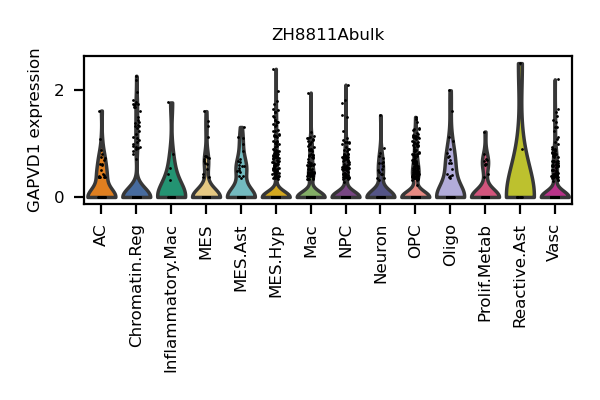 ZH8811Abulk
GAPVD1 expression
2
0
AC
Chromatin.Reg
Inflammatory.Mac
MES
MES.Ast
MES.Hyp
Mac
NPC
Neuron
OPC
Oligo
Prolif.Metab
Reactive.Ast
Vasc